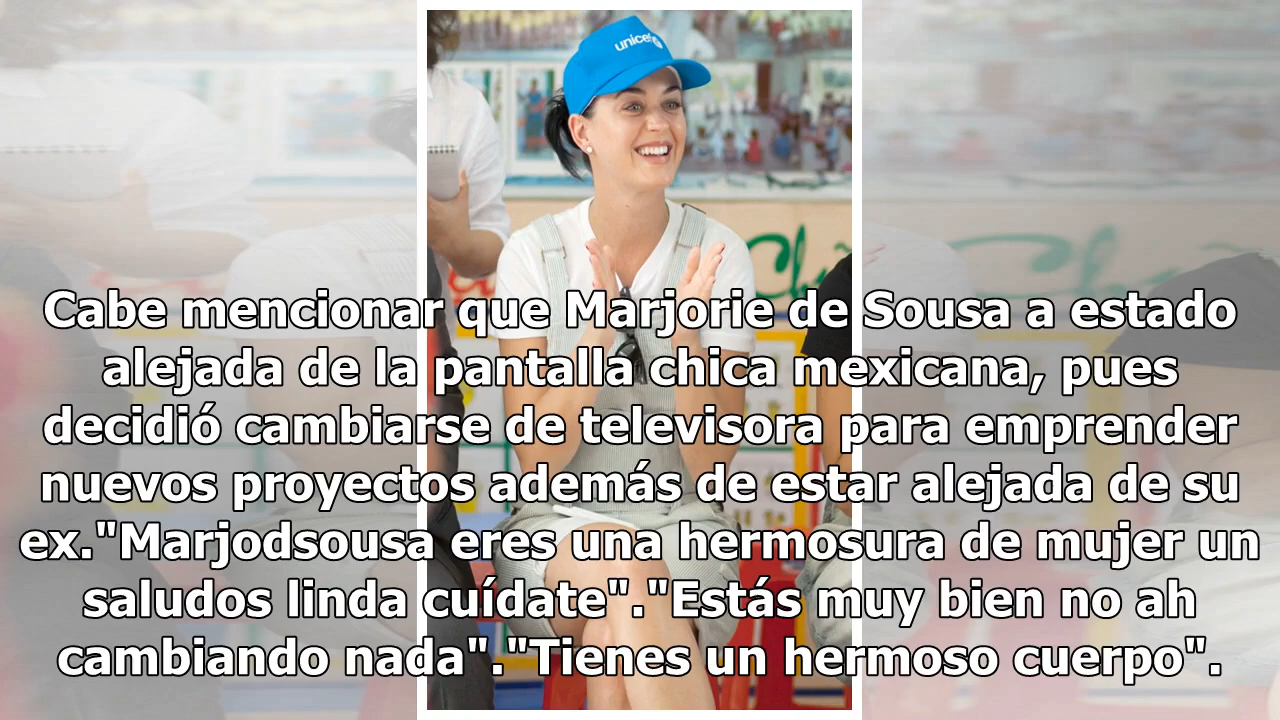 unicef
Cabe mencionar que Marjorie de Sousa a estado
alejada de la pantalla chica mexicana, pues
decidió cambiarse de televisora para emprender
nuevos proyectos además de estar alejada de su
ex."Marjodsousa eres una hermosura de mujer un
saludos linda cuídate"."Estás muy bien no ah
cambiando nada"."Tienes un hermoso cuerpo".